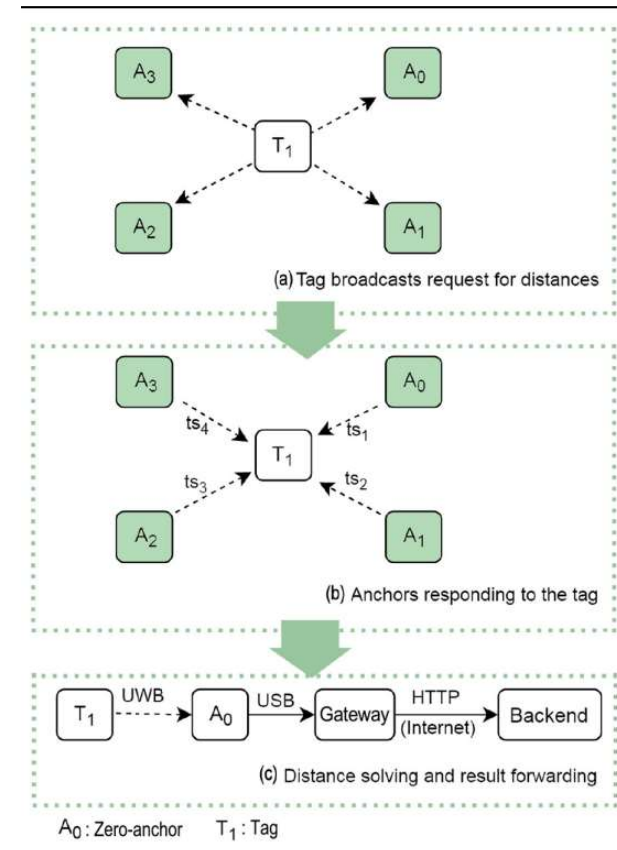 A3 A0
T1
A2 A1
(a) Tag broadcasts request for distances
A3 A0
ts4 ts1
T1
ts3 ts2
A2 A1
(b) Anchors responding to the tag
UWB USB HTTP
T1 A0 Gateway Backend
(Internet)
(c) Distance solving and result forwarding
A0 : Zero-anchor T1 : Tag